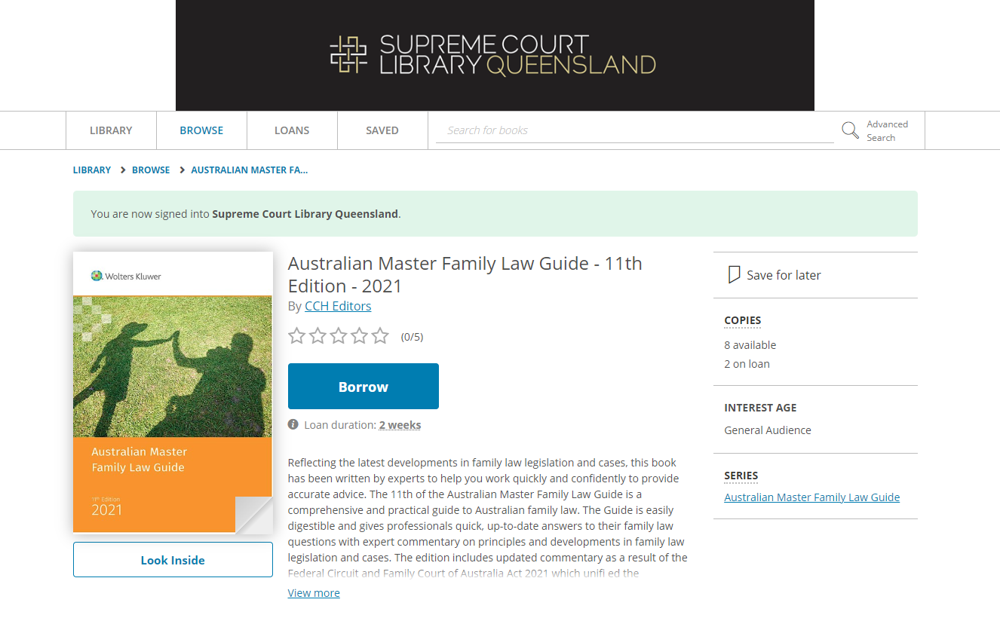 SUPREME COURT
LIBRARY QUEENSLAND
LIBRARY
BROWSE
LOANS
SAVED
Search for books
Advanced
Search
LIBRARY
BROWSE
AUSTRALIAN MASTER FA...
You are now signed into Supreme Court Library Queensland.
Wolters Kluwer
Australian Master
Family Law Guide
11th Edition
2021
Look Inside
Australian Master Family Law Guide - 11th
Edition - 2021
By CCH Editors
(0/5)
Borrow
Loan duration: 2 weeks
Reflecting the latest developments in family law legislation and cases, this book
has been written by experts to help you work quickly and confidently to provide
accurate advice. The 11th of the Australian Master Family Law Guide is a
comprehensive and practical guide to Australian family law. The Guide is easily
digestible and gives professionals quick, up-to-date answers to their family law
questions with expert commentary on principles and developments in family law
legislation and cases. The edition includes updated commentary as a result of the
Federal Circuit and Family Court of Australia Act 2021 which unifi ed the
View more
Save for later
COPIES
8 available
2 on loan
INTEREST AGE
General Audience
SERIES
Australian Master Family Law Guide